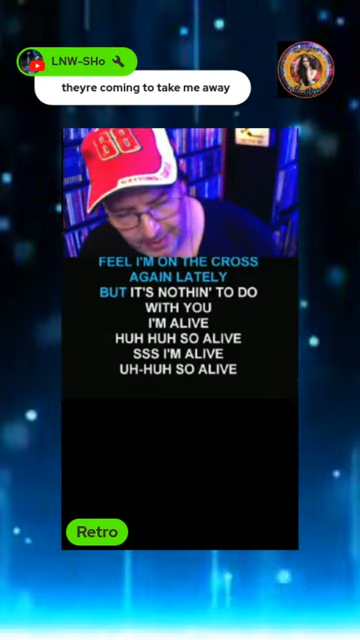 LNW-SHo
theyre coming to take me away
88
FEEL I'M ON THE CROSS
AGAIN LATELY
BUT IT'S NOTHIN' TO DO
WITH YOU
I'M ALIVE
HUH HUH SO ALIVE
SSS I'M ALIVE
UH-HUH SO ALIVE
Retro